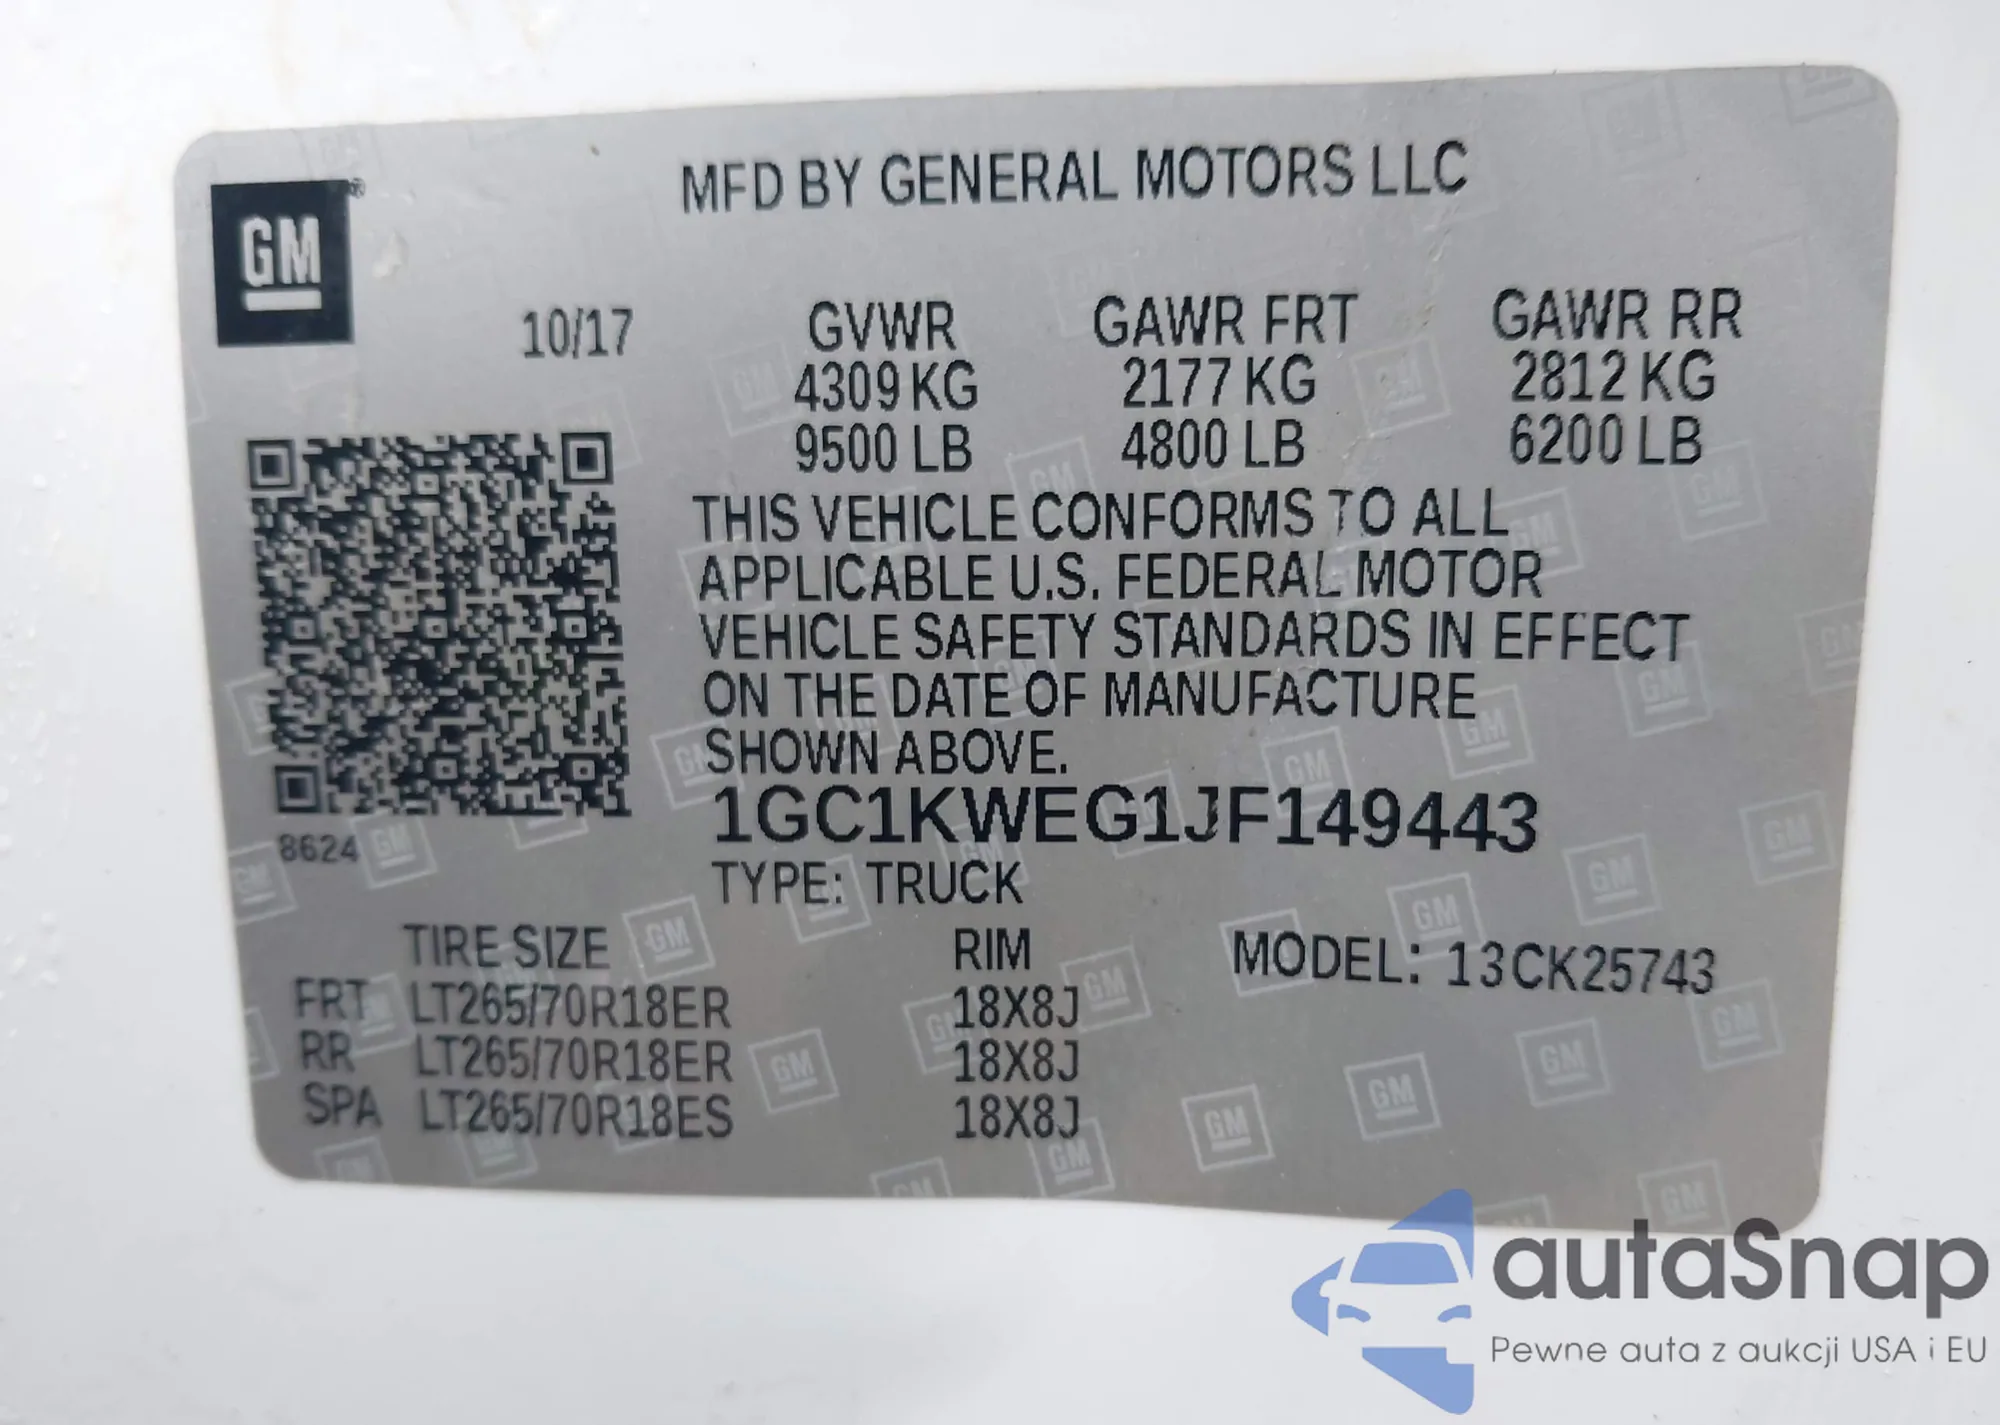 MFD BY GENERAL MOTORS LLC
GM®
10/17 GVWR GAWR FRT GAWR RR
4309 KG 2177 KG 2812 KG
9500 LB 4800 LB 6200 LB
THIS VEHICLE CONFORMS TO ALL
APPLICABLE U.S. FEDERAL MOTOR
VEHICLE SAFETY STANDARDS IN EFFECT
ON THE DATE OF MANUFACTURE
SHOWN ABOVE.
1GC1KWEG1JF149443
8624
TYPE: TRUCK
TIRE SIZE RIM MODEL: 13CK25743
FRT LT265/70R18ER 18X8J
RR LT265/70R18ER 18X8J
SPA LT265/70R18ES 18X8J
autaSnap
Pewne auta z aukcji USA i EU